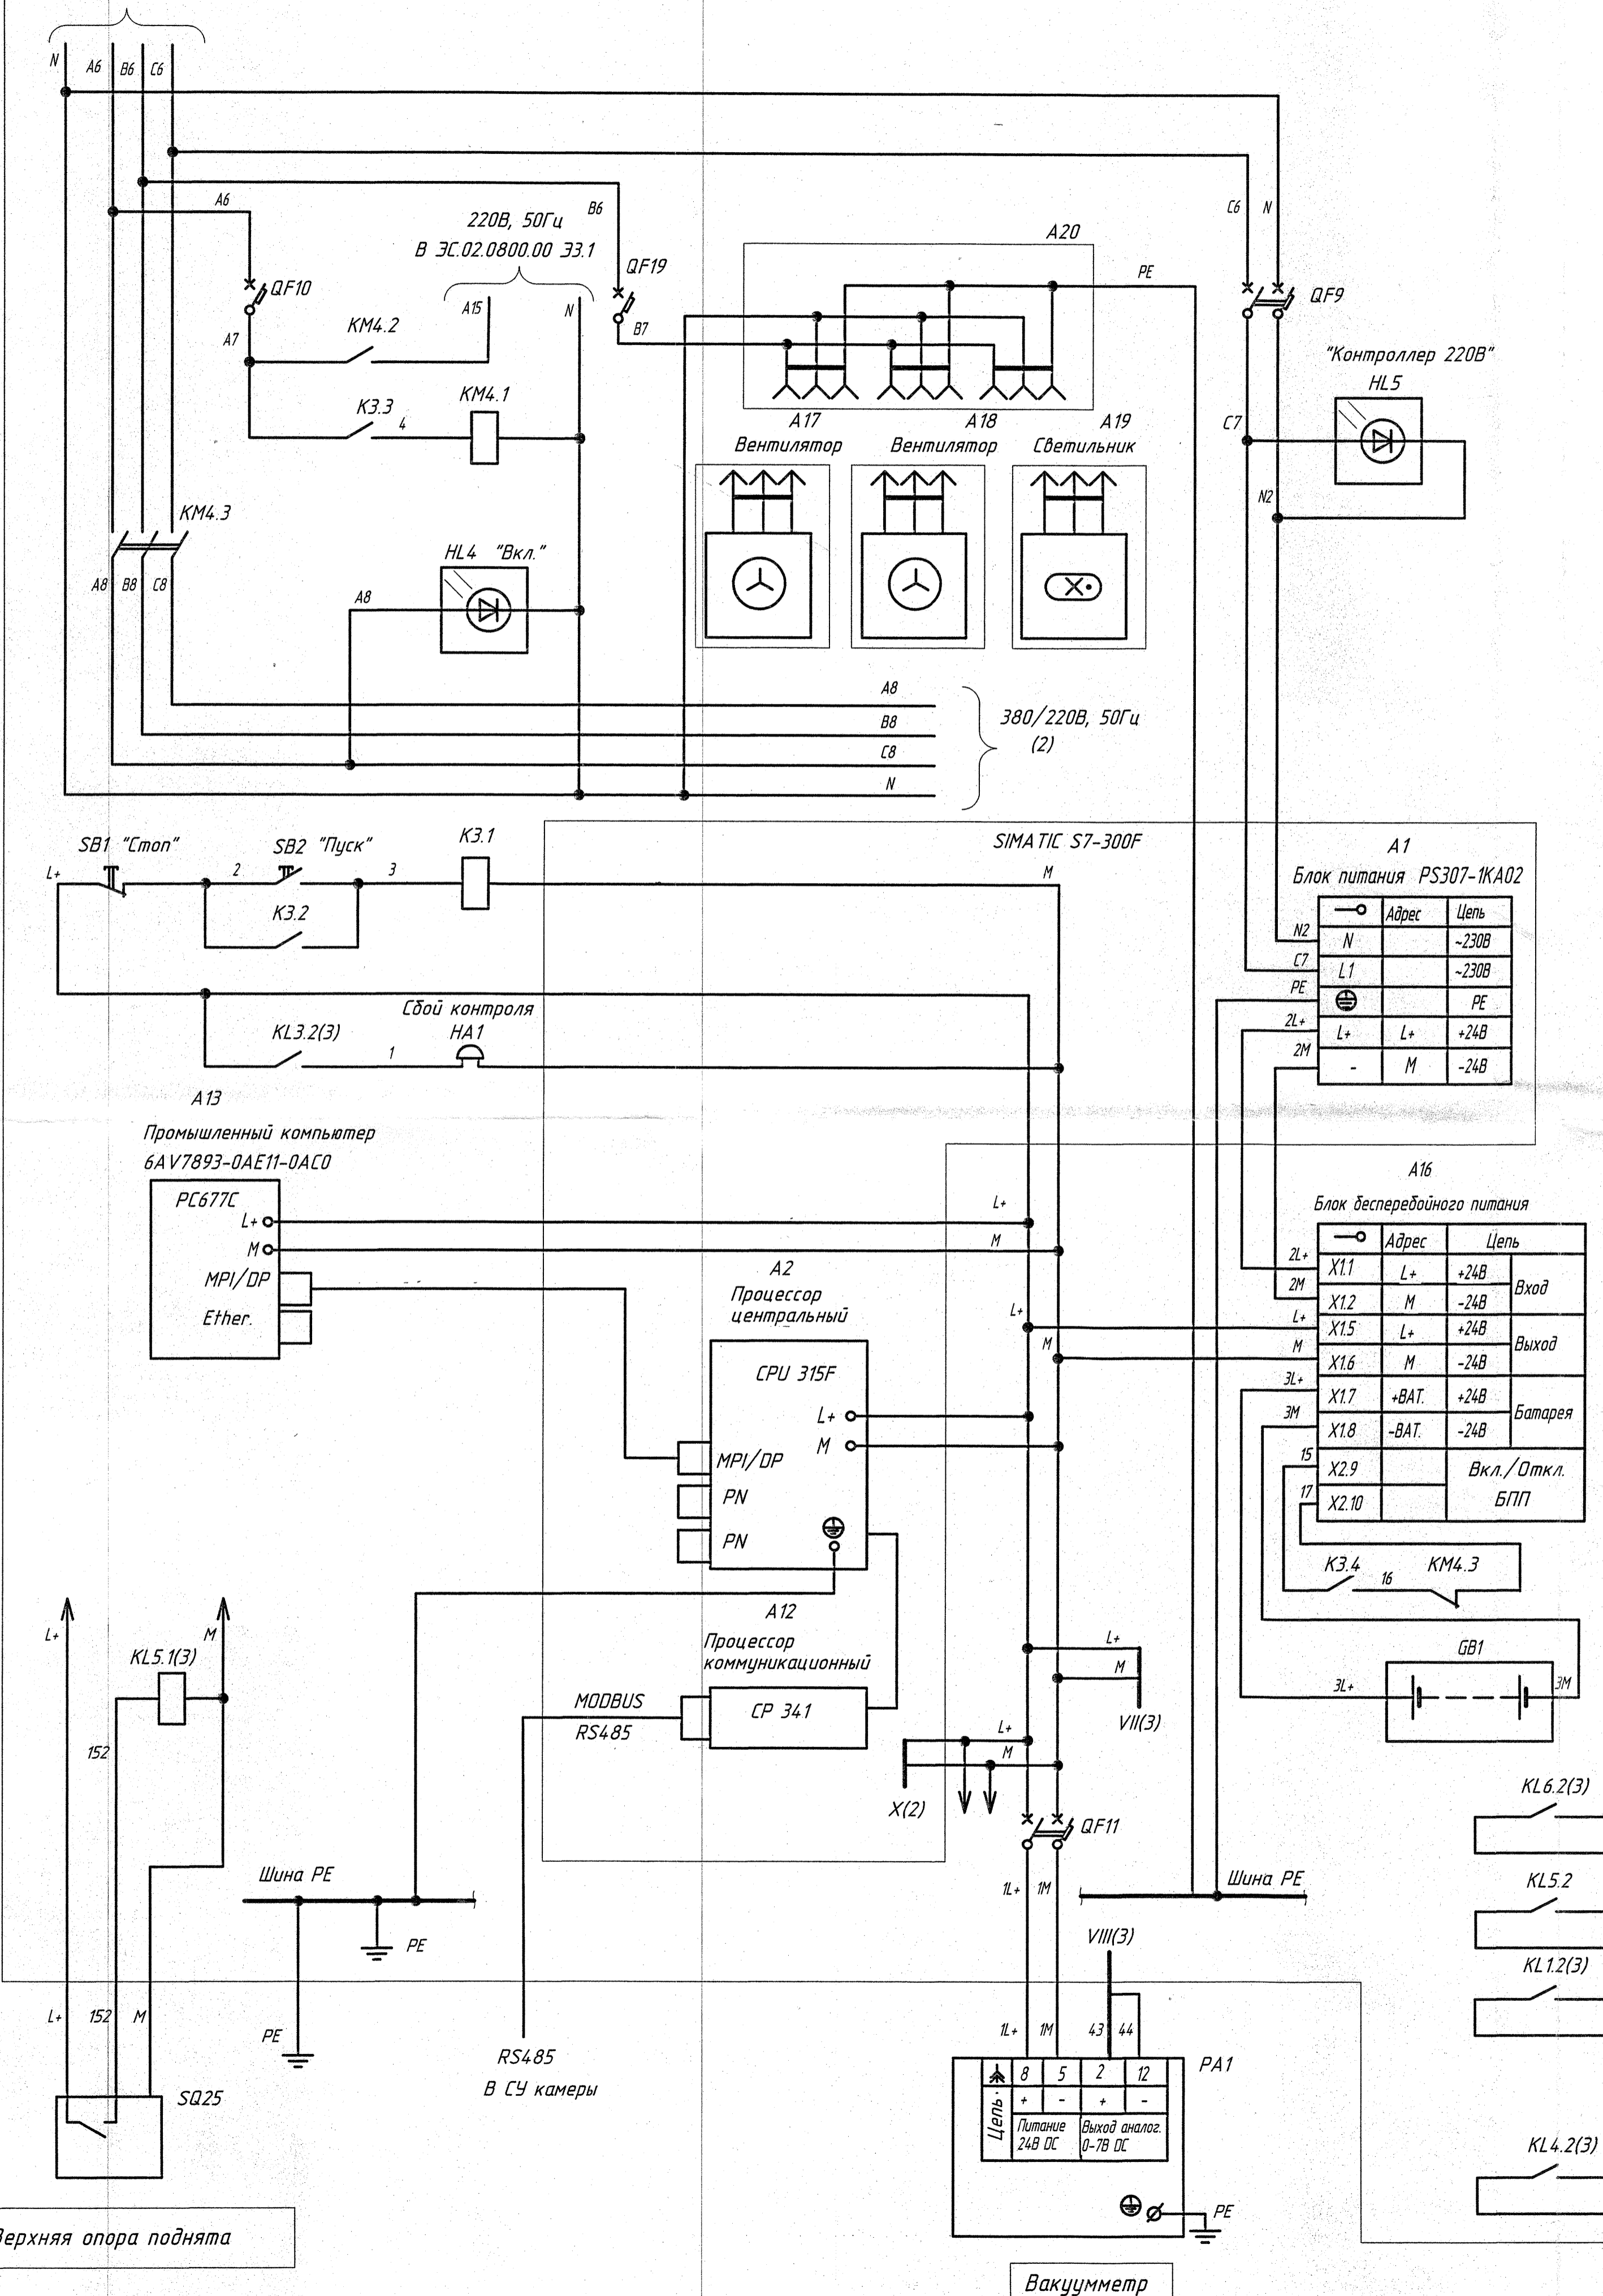 N
A6
B6
C6
A6
220В, 50Гц
В ЭС.02.0800.00 Э3.1
B6
C6
N
A20
PE
QF10
QF19
QF9
A15
N
A7
KM4.2
B7
"Контроллер 220В"
HL5
K3.3
4
KM4.1
C7
A17
Вентилятор
A18
Вентилятор
A19
Светильник
N2
KM4.3
HL4 "Вкл."
A8
B8
C8
A8
A8
B8
C8
N
380/220В, 50Гц
(2)
SB1 "Стоп"
SB2 "Пуск"
K3.1
L+
2
3
M
K3.2
SIMATIC S7-300F
A1
Блок питания PS307-1KA02
Адрес
Цепь
N2
N
~230В
C7
L1
~230В
PE
PE
2L+
L+
L+
+24В
2M
-
M
-24В
KL3.2(3)
1
Сбой контроля
HA1
A13
Промышленный компьютер
6AV7893-0AE11-0AC0
PC677C
L+
M
MPI/DP
Ether.
L+
M
A16
Блок бесперебойного питания
Адрес
Цепь
2L+
X1.1
L+
+24В
Вход
2M
X1.2
M
-24В
L+
X1.5
L+
+24В
Выход
M
X1.6
M
-24В
3L+
X1.7
+BAT.
+24В
Батарея
3M
X1.8
-BAT.
-24В
15
X2.9
Вкл./Откл.
БПП
17
X2.10
K3.4
16
KM4.3
GB1
3L+
3M
A2
Процессор
центральный
L+
M
CPU 315F
L+
M
MPI/DP
PN
PN
A12
Процессор
коммуникационный
CP 341
MODBUS
RS485
L+
M
VII(3)
L+
M
X(2)
QF11
L+
M
KL5.1(3)
152
Шина PE
PE
PE
1L+
1M
Шина PE
VIII(3)
KL6.2(3)
KL5.2
KL1.2(3)
KL4.2(3)
L+
152
M
SQ25
RS485
В СУ камеры
1L+
1M
43
44
PA1
Цепь
8
5
2
12
+
-
+
-
Питание
24В DC
Выход аналог.
0-7В DC
PE
опора поднята
Вакуумметр